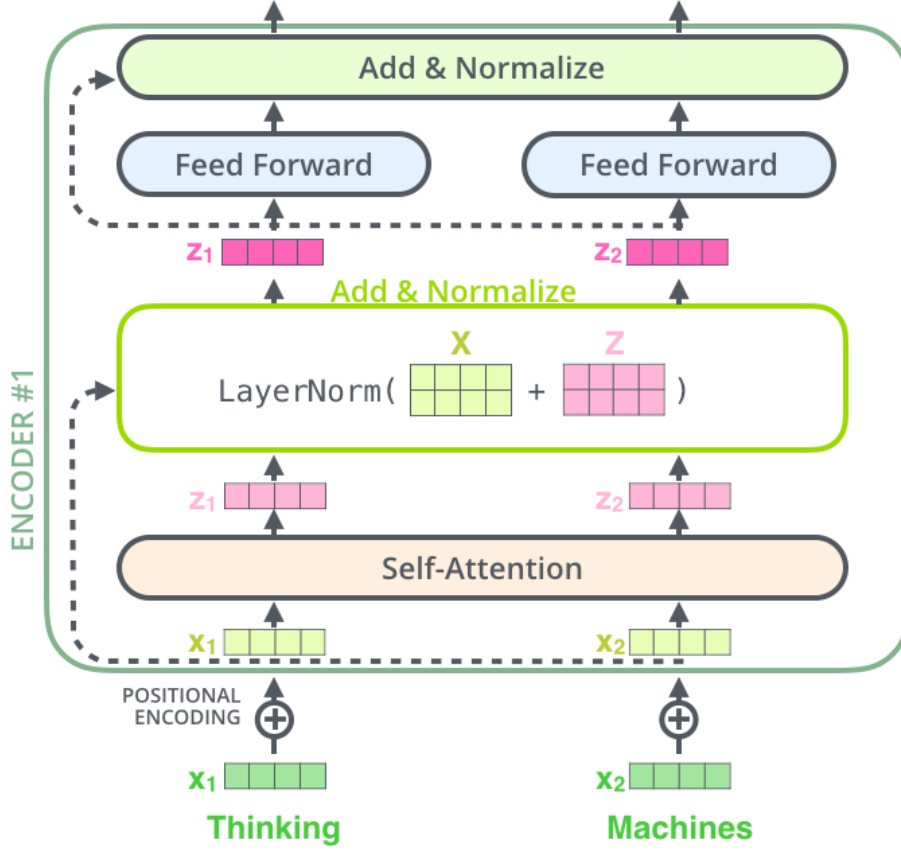 Add & Normalize
Feed Forward Feed Forward
z1 z2
Add & Normalize
X Z
LayerNorm( + )
ENCODER #1
z1 z2
Self-Attention
x1 x2
POSITIONAL
ENCODING
x1 x2
Thinking Machines